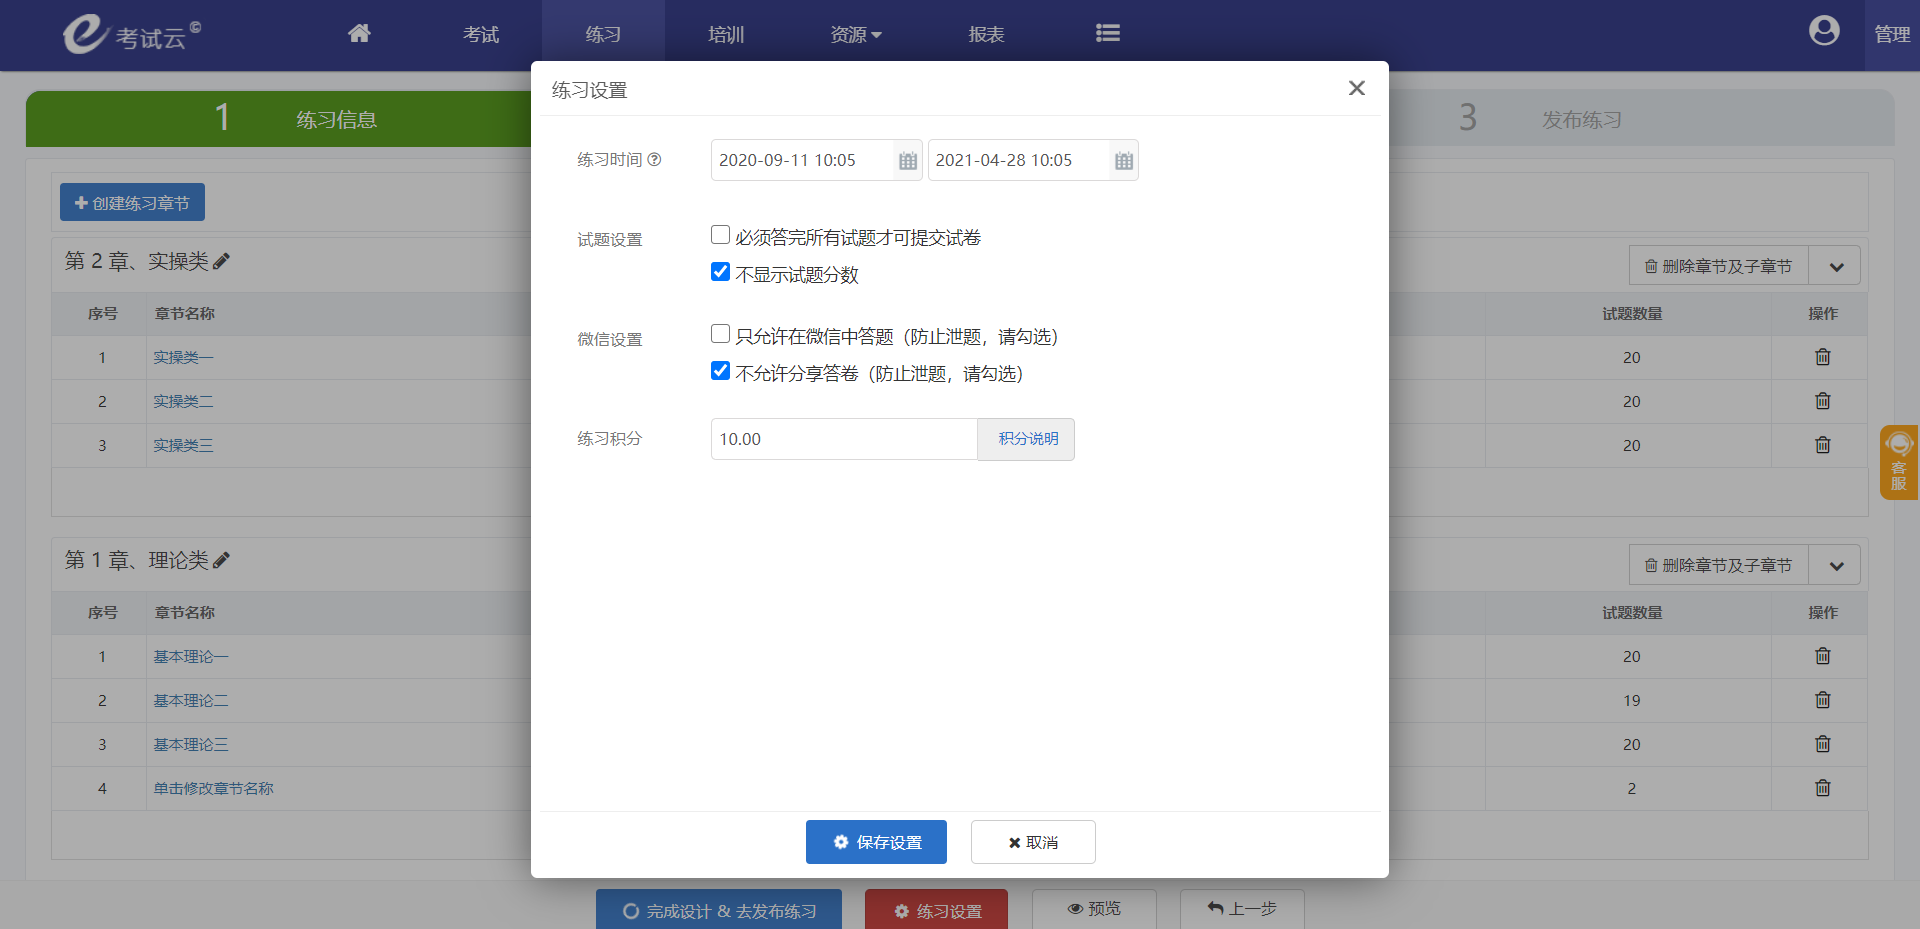 e 考试云©
考试
练习
培训
资源
报表
管理
1 练习信息
3 发布练习
练习设置
练习时间
2020-09-11 10:05
2021-04-28 10:05
试题设置
必须答完所有试题才可提交试卷
不显示试题分数
微信设置
只允许在微信中答题（防止泄题，请勾选）
不允许分享答卷（防止泄题，请勾选）
练习积分
10.00
积分说明
保存设置
取消
创建练习章节
第 2 章、实操类
删除章节及子章节
序号 章节名称 试题数量 操作
1 实操类一 20
2 实操类二 20
3 实操类三 20
第 1 章、理论类
删除章节及子章节
序号 章节名称 试题数量 操作
1 基本理论一 20
2 基本理论二 19
3 基本理论三 20
4 单击修改章节名称 2
客服
完成设计 & 去发布练习
练习设置
预览
上一步